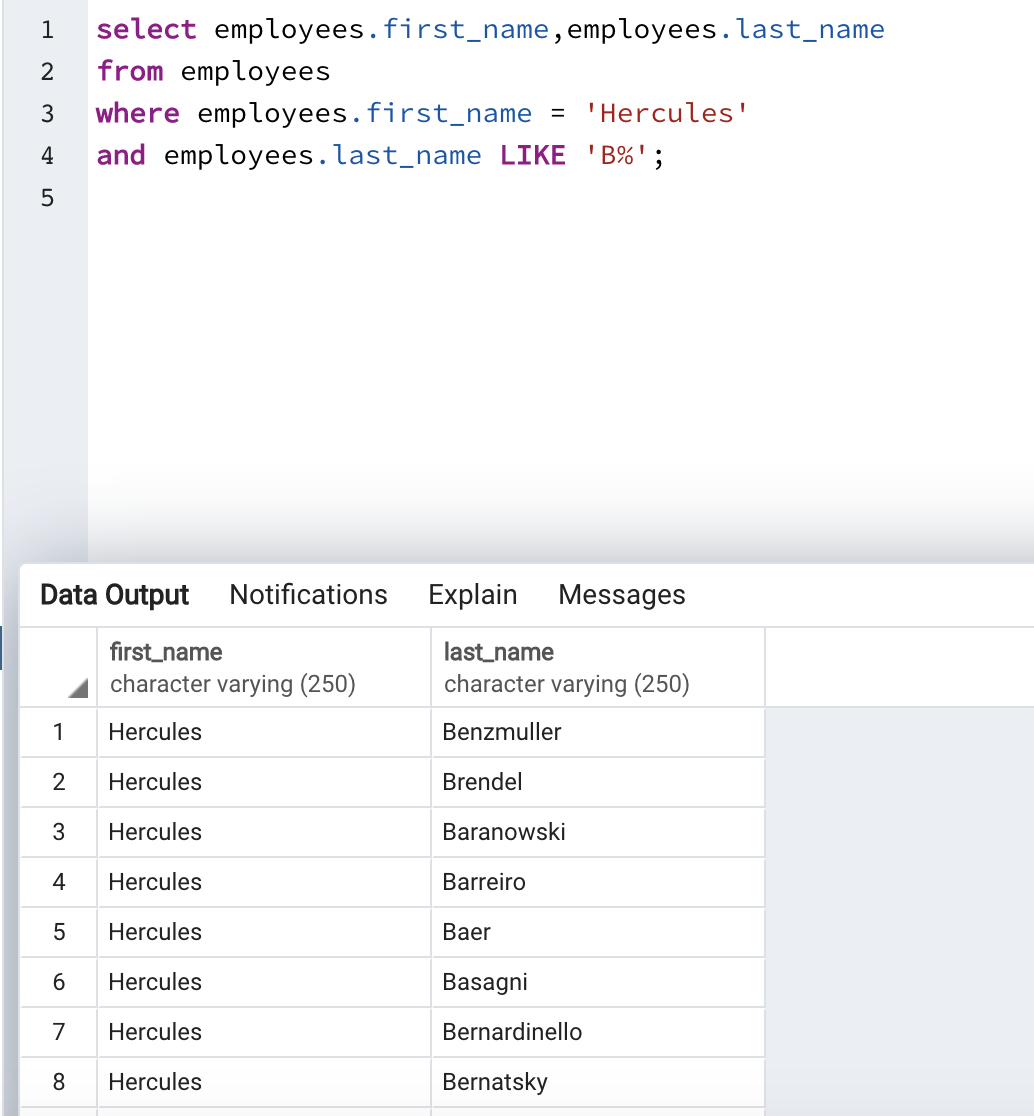 1 select employees.first_name,employees.last_name
2 from employees
3 where employees.first_name = 'Hercules'
4 and employees.last_name LIKE 'B%';
5
Data Output Notifications Explain Messages
first_name last_name
character varying (250) character varying (250)
1 Hercules Benzmuller
2 Hercules Brendel
3 Hercules Baranowski
4 Hercules Barreiro
5 Hercules Baer
6 Hercules Basagni
7 Hercules Bernardinello
8 Hercules Bernatsky